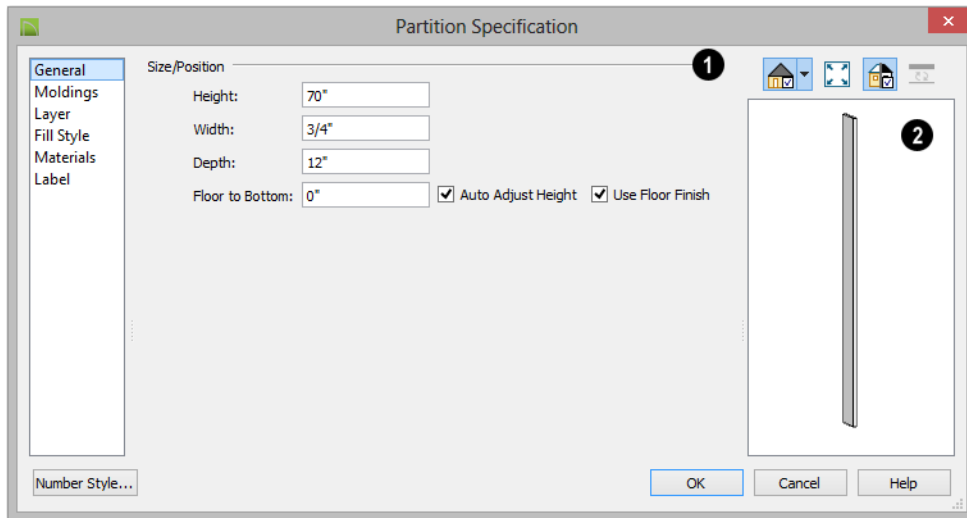 Partition Specification
General
Moldings
Layer
Fill Style
Materials
Label
Size/Position
1
Height: 70"
Width: 3/4"
Depth: 12"
Floor to Bottom: 0" Auto Adjust Height Use Floor Finish
2
Number Style... OK Cancel Help